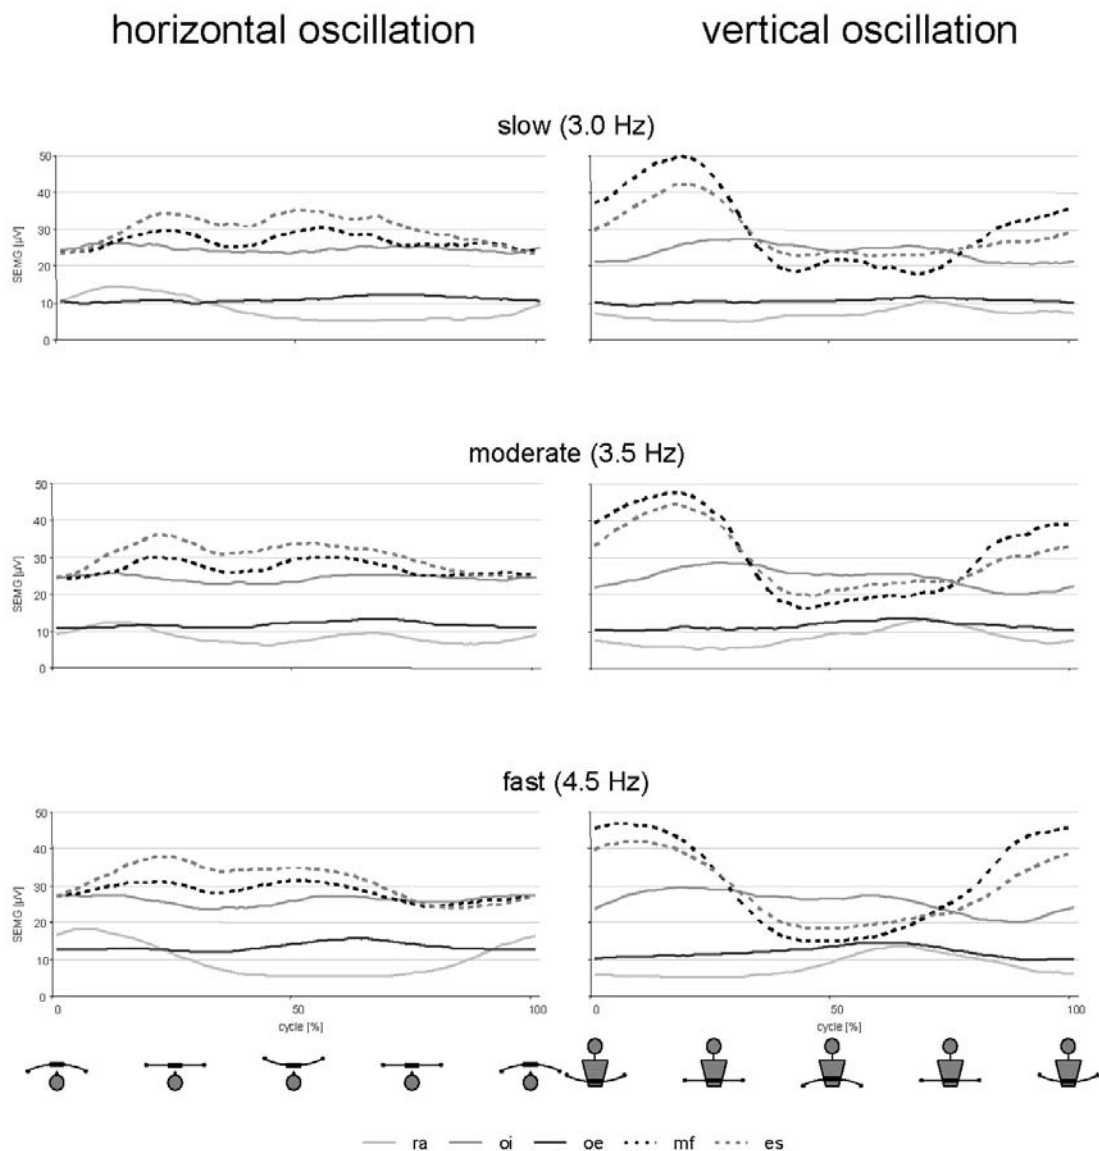 horizontal oscillation vertical oscillation
slow (3.0 Hz)
50
40
30
20
10
0
SEMG [µV]
50
100
moderate (3.5 Hz)
50
40
30
20
10
0
SEMG [µV]
fast (4.5 Hz)
50
40
30
20
10
0
SEMG [µV]
0 50 100 0 50 100
cycle [%] cycle [%]
ra oi oe mf es